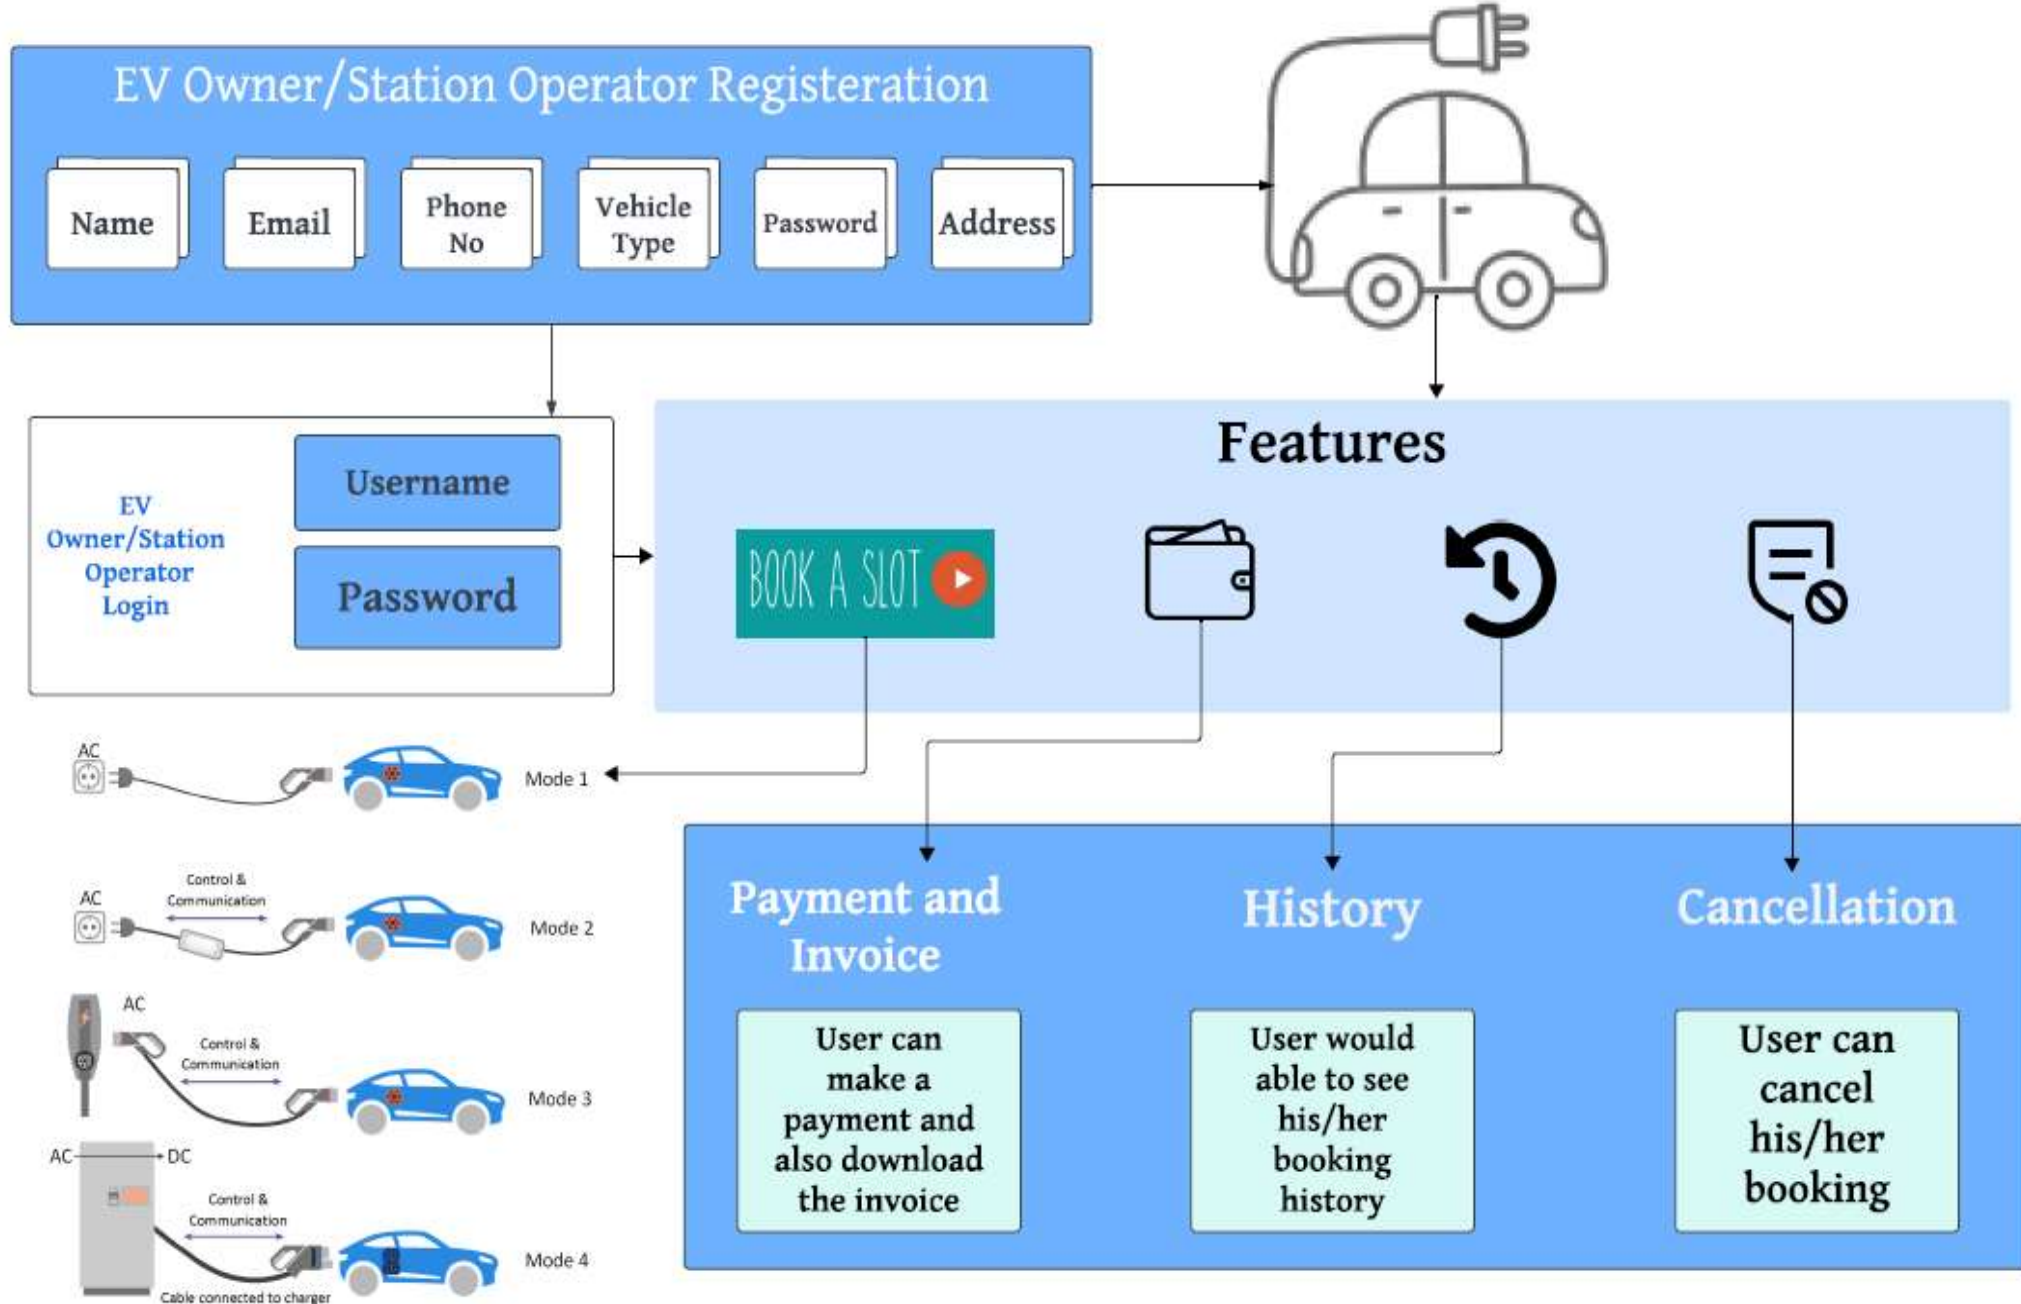 EV Owner/Station Operator Registeration
Name
Email
Phone
No
Vehicle
Type
Password
Address
EV
Owner/Station
Operator
Login
Username
Password
Features
BOOK A SLOT
AC
Mode 1
AC
Control &
Communication
Mode 2
AC
Control &
Communication
Mode 3
AC
DC
Control &
Communication
Mode 4
Cable connected to charger
Payment and
Invoice
User can
make a
payment and
also download
the invoice
History
User would
able to see
his/her
booking
history
Cancellation
User can
cancel
his/her
booking